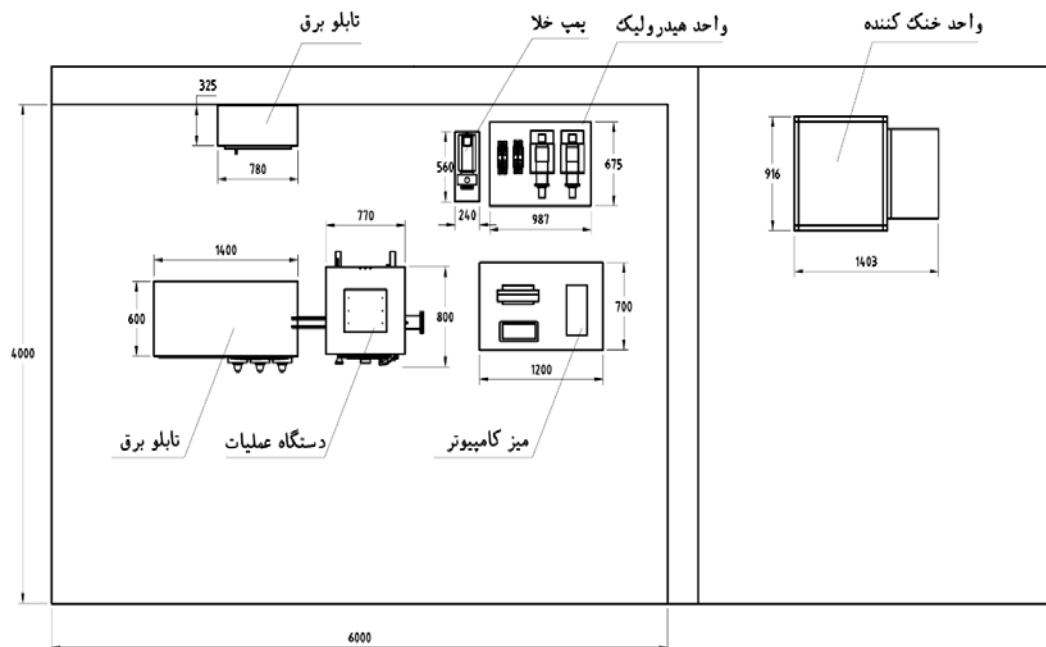 واحد خنک کننده
واحد هیدرولیک
پمپ خلا
تابلو برق
325
780
560
240
675
987
916
1403
770
1400
600
800
700
1200
4000
میز کامپیوتر
دستگاه عملیات
تابلو برق
6000